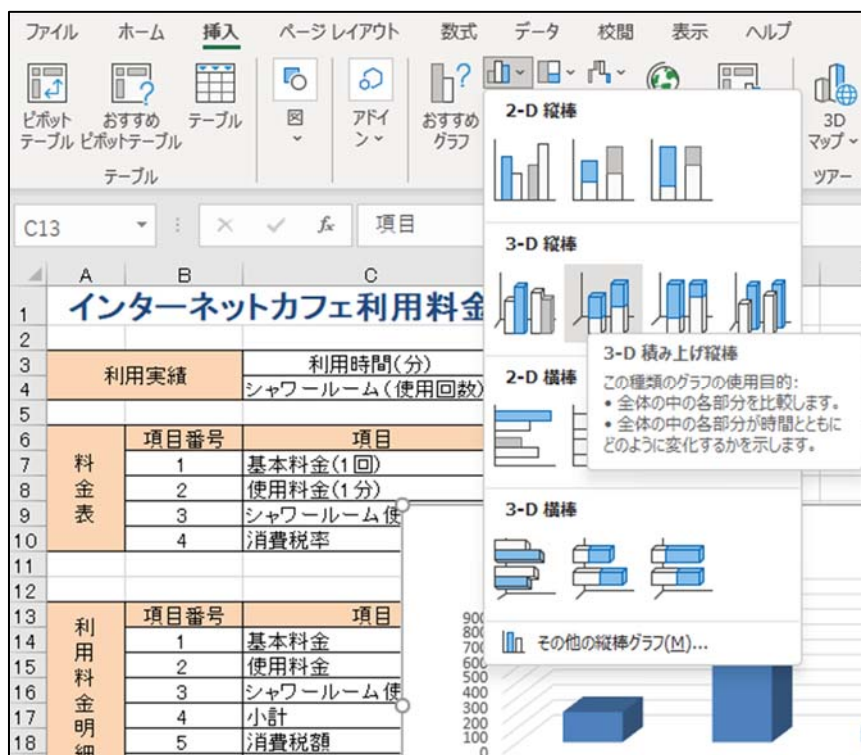 ファイル ホーム 挿入 ページ レイアウト 数式 データ 校閲 表示 ヘルプ
ピボット
テーブル
おすすめ
ピボットテーブル
テーブル
図
アドイ
ン
おすすめ
グラフ
3D
マップ
テーブル
ツアー
2-D 縦棒
3-D 縦棒
3-D 積み上げ縦棒
この種類のグラフの使用目的:
• 全体の中の各部分を比較します。
• 全体の中の各部分が時間とともに
どのように変化するかを示します。
2-D 横棒
3-D 横棒
その他の縦棒グラフ(M)...
C13 fx 項目
A B C
1 インターネットカフェ利用料金
2
3 利用時間(分)
利用実績
4 シャワールーム(使用回数)
5
6 項目番号 項目
料金表
7 1 基本料金(1回)
8 2 使用料金(1分)
9 3 シャワールーム使
10 4 消費税率
11
12
13 項目番号 項目
利用料金明細
14 1 基本料金
15 2 使用料金
16 3 シャワールーム使
17 4 小計
18 5 消費税額
900
800
700
600
500
400
300
200
100
0